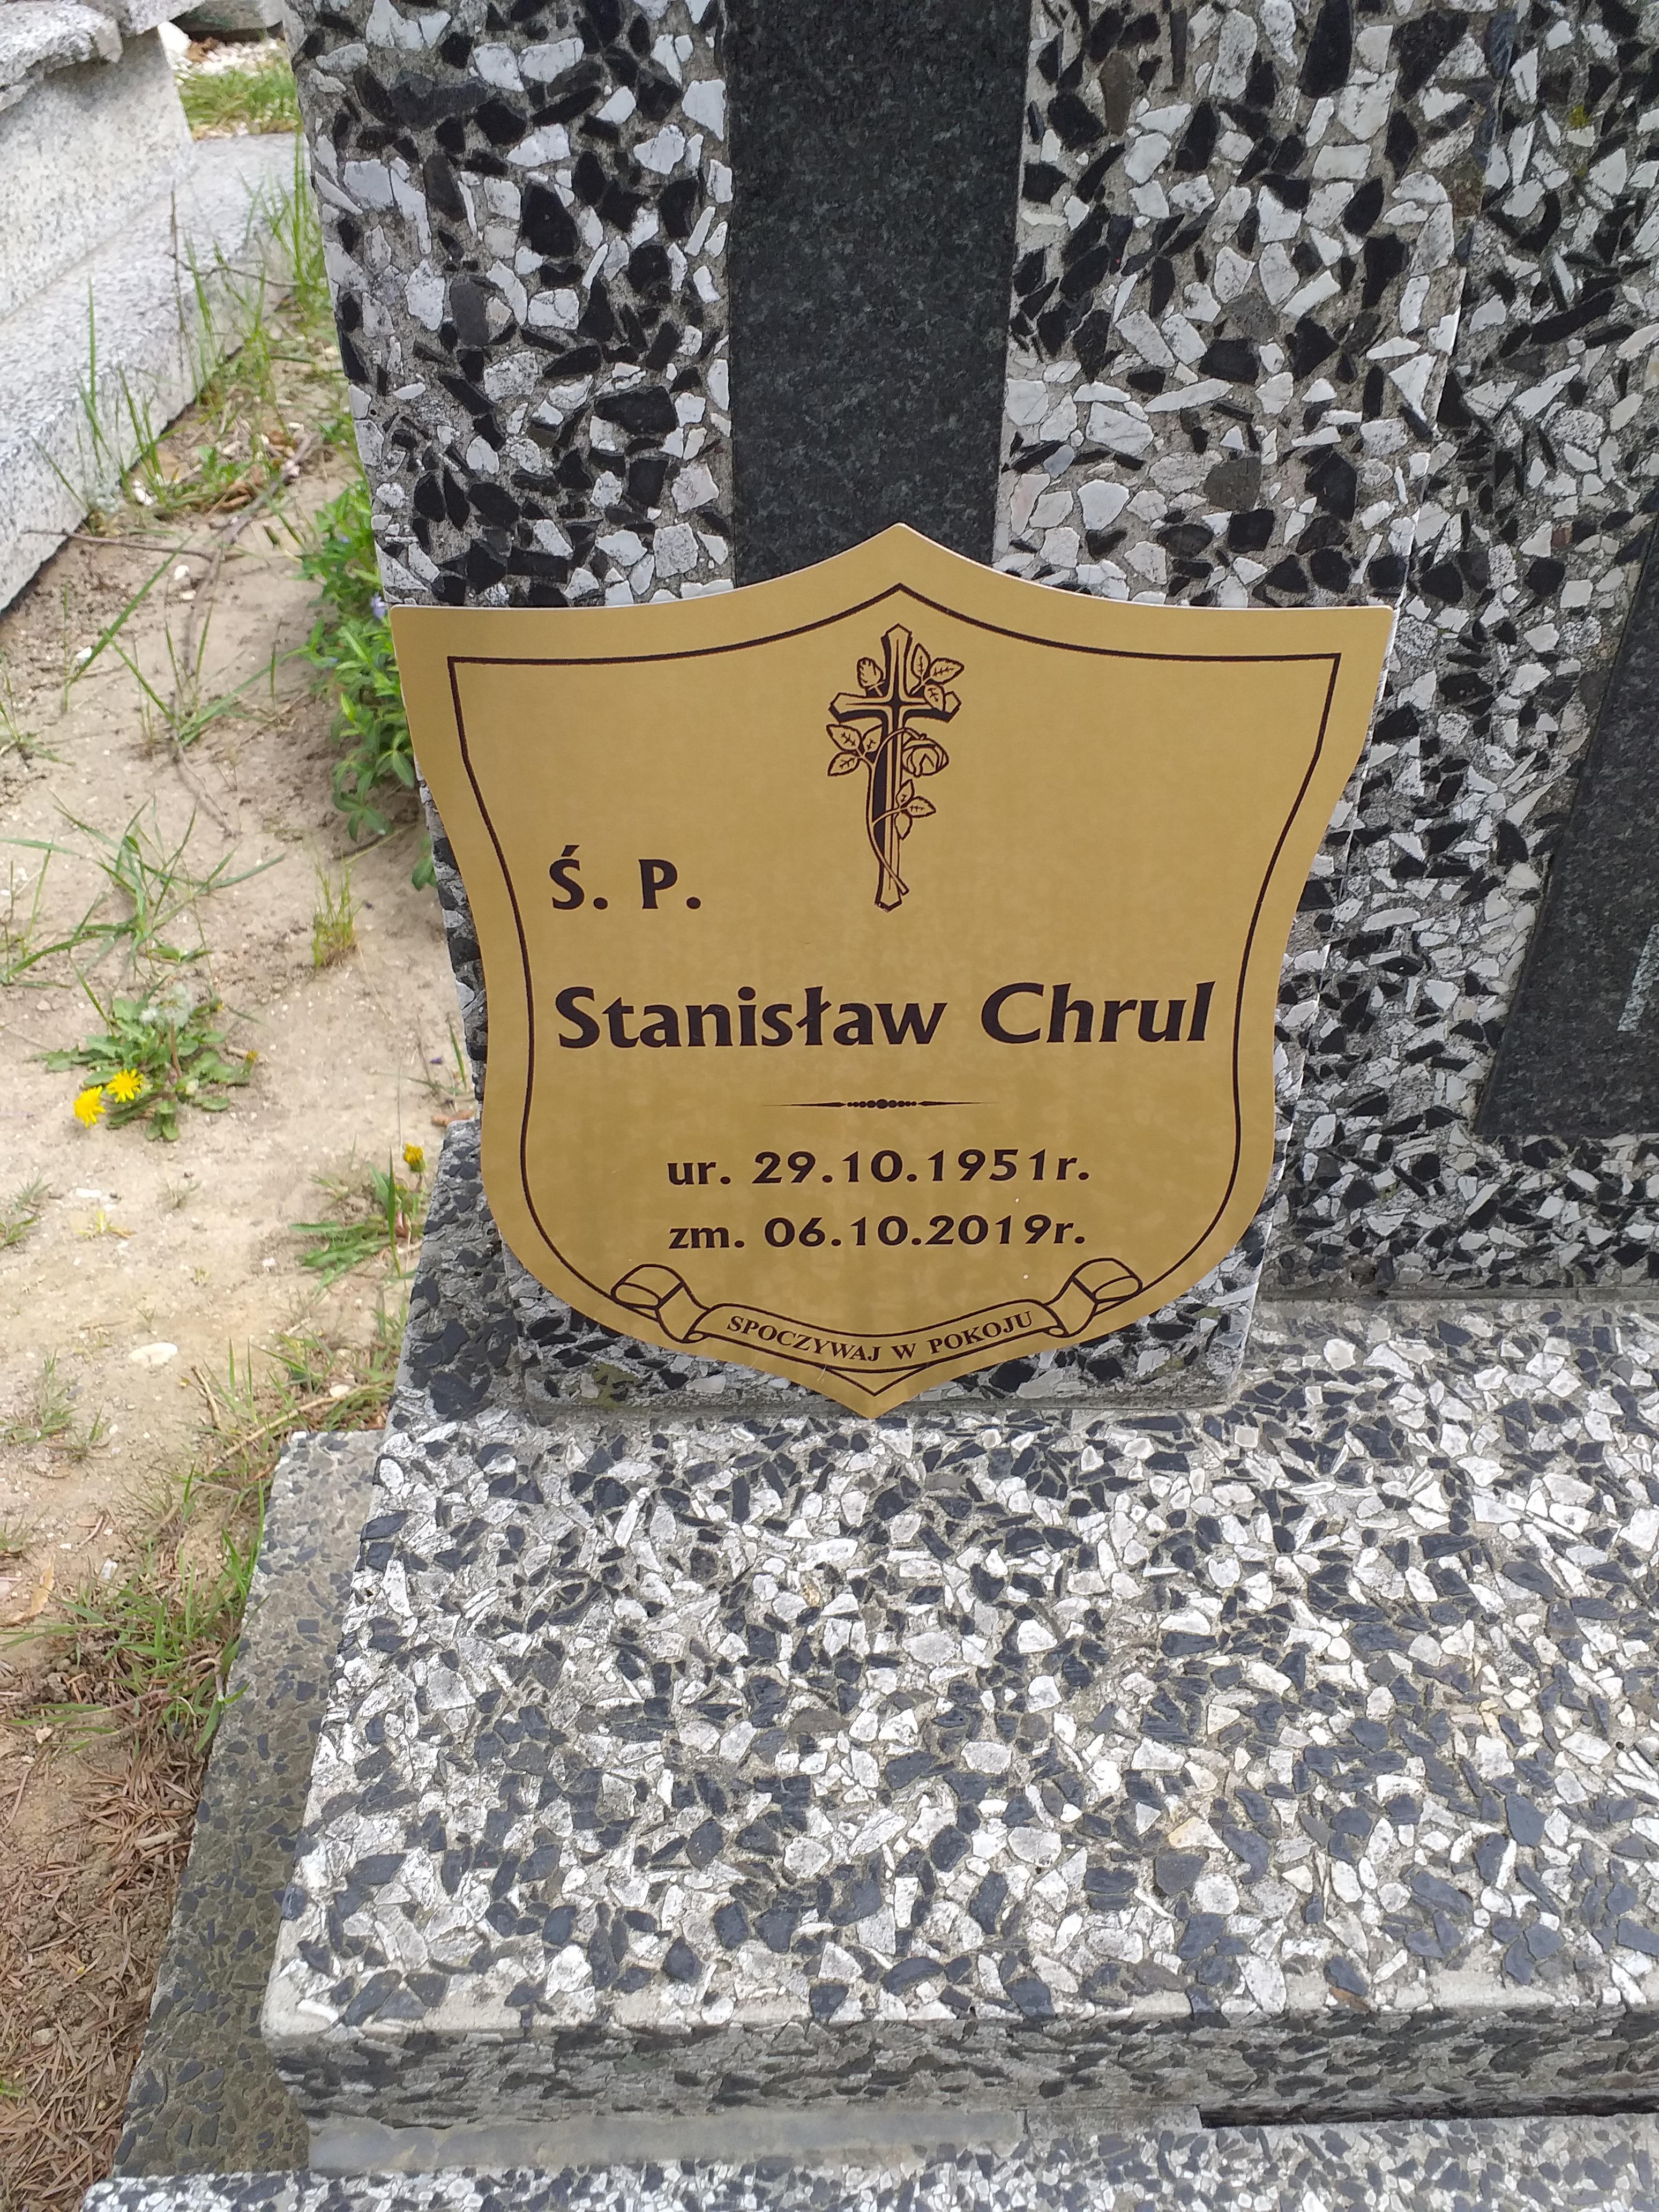 Ś. P.
Stanisław Chrul
ur. 29.10.1951r.
zm. 06.10.2019r.
SPOCZYWAJ W POKOJU